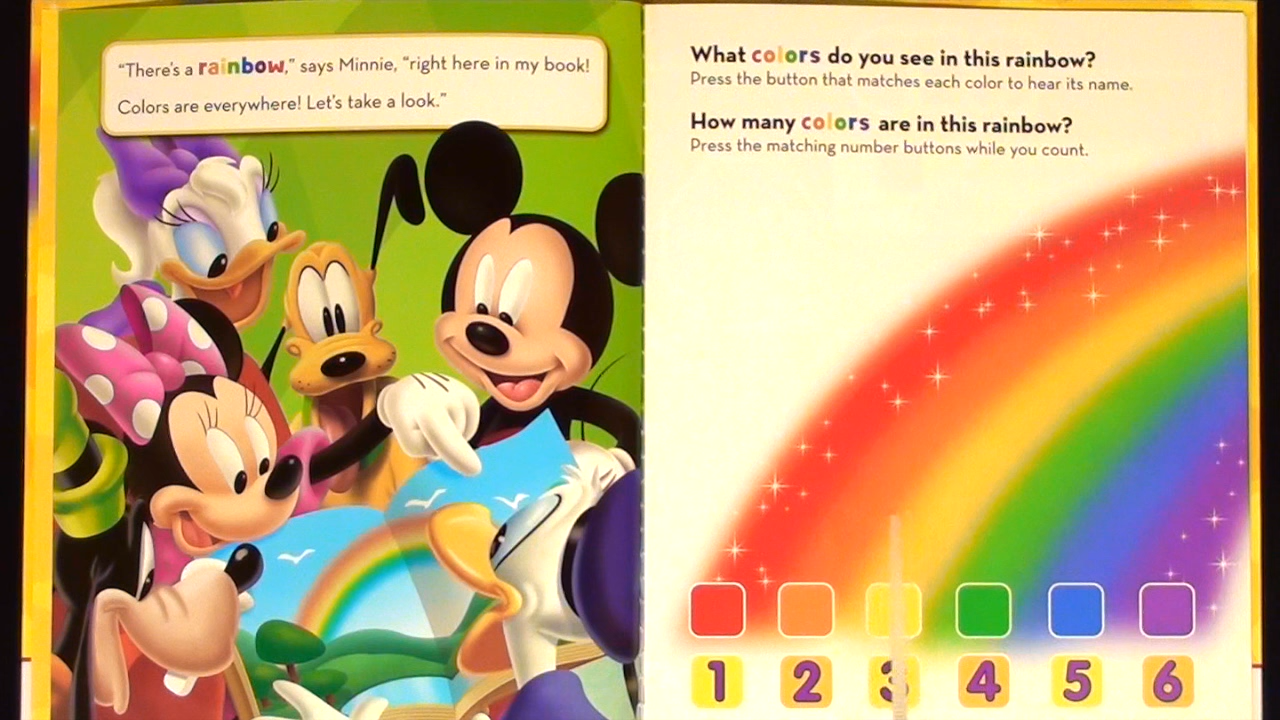 “There’s a rainbow,” says Minnie, “right here in my book!
Colors are everywhere! Let’s take a look.”
What colors do you see in this rainbow?
Press the button that matches each color to hear its name.
How many colors are in this rainbow?
Press the matching number buttons while you count.
1 2 3 4 5 6